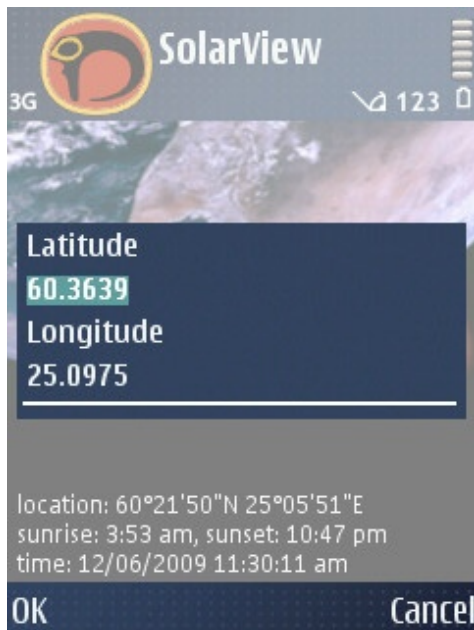 SolarView
3G
123
Latitude
60.3639
Longitude
25.0975
location: 60°21'50"N 25°05'51"E
sunrise: 3:53 am, sunset: 10:47 pm
time: 12/06/2009 11:30:11 am
OK Cancel